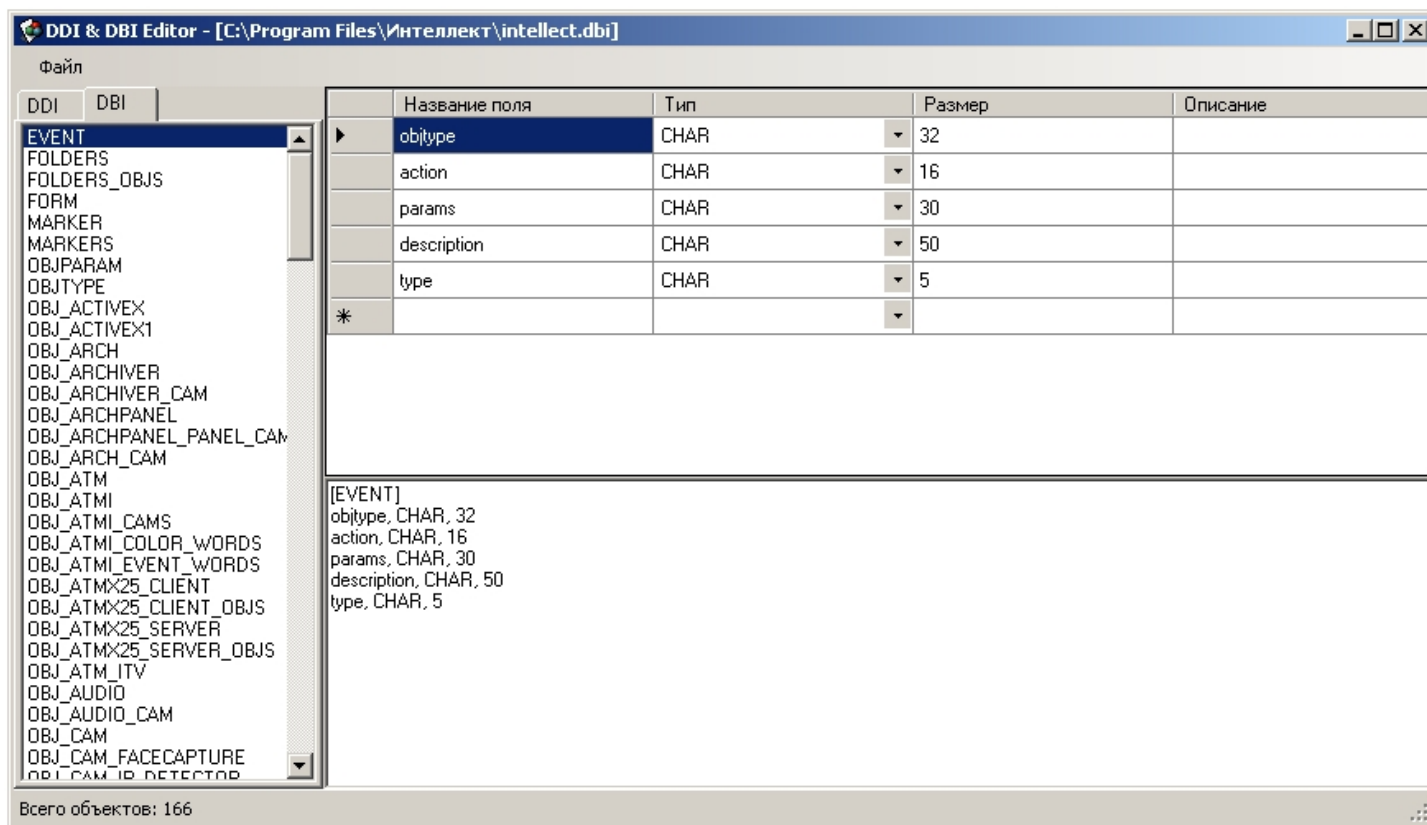 DDI & DBI Editor - [C:\Program Files\Интеллект\intellect.dbi]
Файл
DDI DBI
EVENT
FOLDERS
FOLDERS_OBJS
FORM
MARKER
MARKERS
OBJPARAM
OBJTYPE
OBJ_ACTIVEX
OBJ_ACTIVEX1
OBJ_ARCH
OBJ_ARCHIVER
OBJ_ARCHIVER_CAM
OBJ_ARCHPANEL
OBJ_ARCHPANEL_PANEL_CAM
OBJ_ARCH_CAM
OBJ_ATM
OBJ_ATMI
OBJ_ATMI_CAMS
OBJ_ATMI_COLOR_WORDS
OBJ_ATMI_EVENT_WORDS
OBJ_ATMX25_CLIENT
OBJ_ATMX25_CLIENT_OBJS
OBJ_ATMX25_SERVER
OBJ_ATMX25_SERVER_OBJS
OBJ_ATM_ITV
OBJ_AUDIO
OBJ_AUDIO_CAM
OBJ_CAM
OBJ_CAM_FACECAPTURE
OBJ_CAM_IR_DETECTOR
Название поля Тип Размер Описание
objtype CHAR 32
action CHAR 16
params CHAR 30
description CHAR 50
type CHAR 5
[EVENT]
objtype, CHAR, 32
action, CHAR, 16
params, CHAR, 30
description, CHAR, 50
type, CHAR, 5
Всего объектов: 166